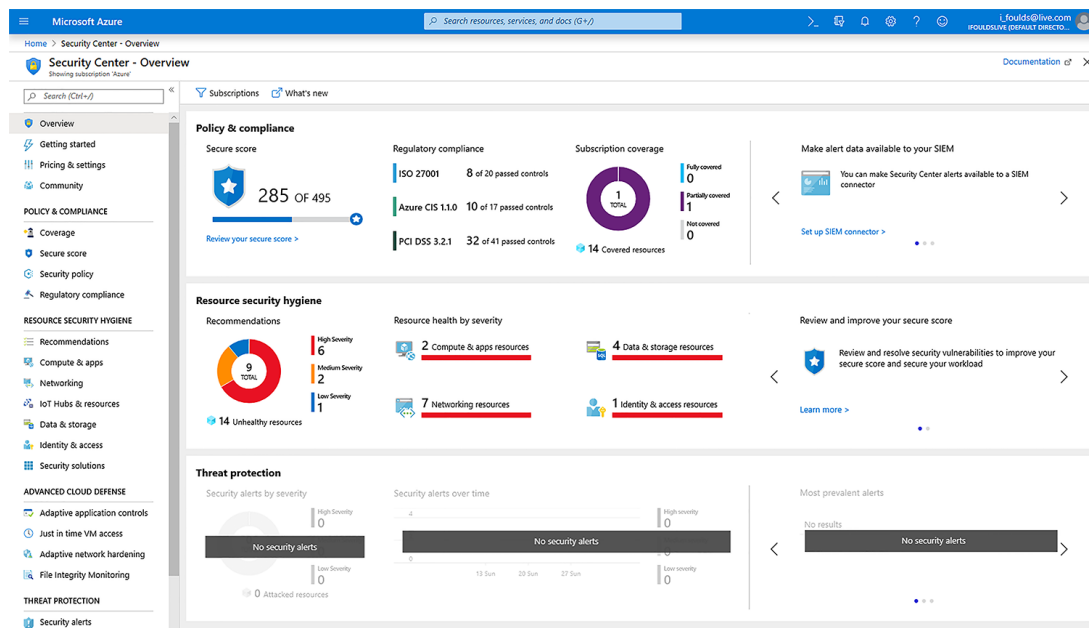 Microsoft Azure
Search resources, services, and docs (G+/)
i_foulds@live.com
IFOULDSLIVE (DEFAULT DIRECTO...
Home > Security Center - Overview
Security Center - Overview
Showing subscription 'Azure'
Documentation
Search (Ctrl+/)
Subscriptions
What's new
Overview
Getting started
Pricing & settings
Community
POLICY & COMPLIANCE
Coverage
Secure score
Security policy
Regulatory compliance
RESOURCE SECURITY HYGIENE
Recommendations
Compute & apps
Networking
IoT Hubs & resources
Data & storage
Identity & access
Security solutions
ADVANCED CLOUD DEFENSE
Adaptive application controls
Just in time VM access
Adaptive network hardening
File Integrity Monitoring
THREAT PROTECTION
Security alerts
Policy & compliance
Secure score
285 OF 495
Review your secure score >
Regulatory compliance
ISO 27001 8 of 20 passed controls
Azure CIS 1.1.0 10 of 17 passed controls
PCI DSS 3.2.1 32 of 41 passed controls
Subscription coverage
1
TOTAL
Fully covered
0
Partially covered
1
Not covered
0
14 Covered resources
Make alert data available to your SIEM
You can make Security Center alerts available to a SIEM
connector
Set up SIEM connector >
Resource security hygiene
Recommendations
9
TOTAL
High Severity
6
Medium Severity
2
Low Severity
1
14 Unhealthy resources
Resource health by severity
2 Compute & apps resources
4 Data & storage resources
7 Networking resources
1 Identity & access resources
Review and improve your secure score
Review and resolve security vulnerabilities to improve your
secure score and secure your workload
Learn more >
Threat protection
Security alerts by severity
High Severity
0
No security alerts
Low Severity
0
0 Attacked resources
Security alerts over time
4
0
13 Sun 20 Sun 27 Sun
High severity
0
No security alerts
0
Low severity
0
Most prevalent alerts
No results
No security alerts